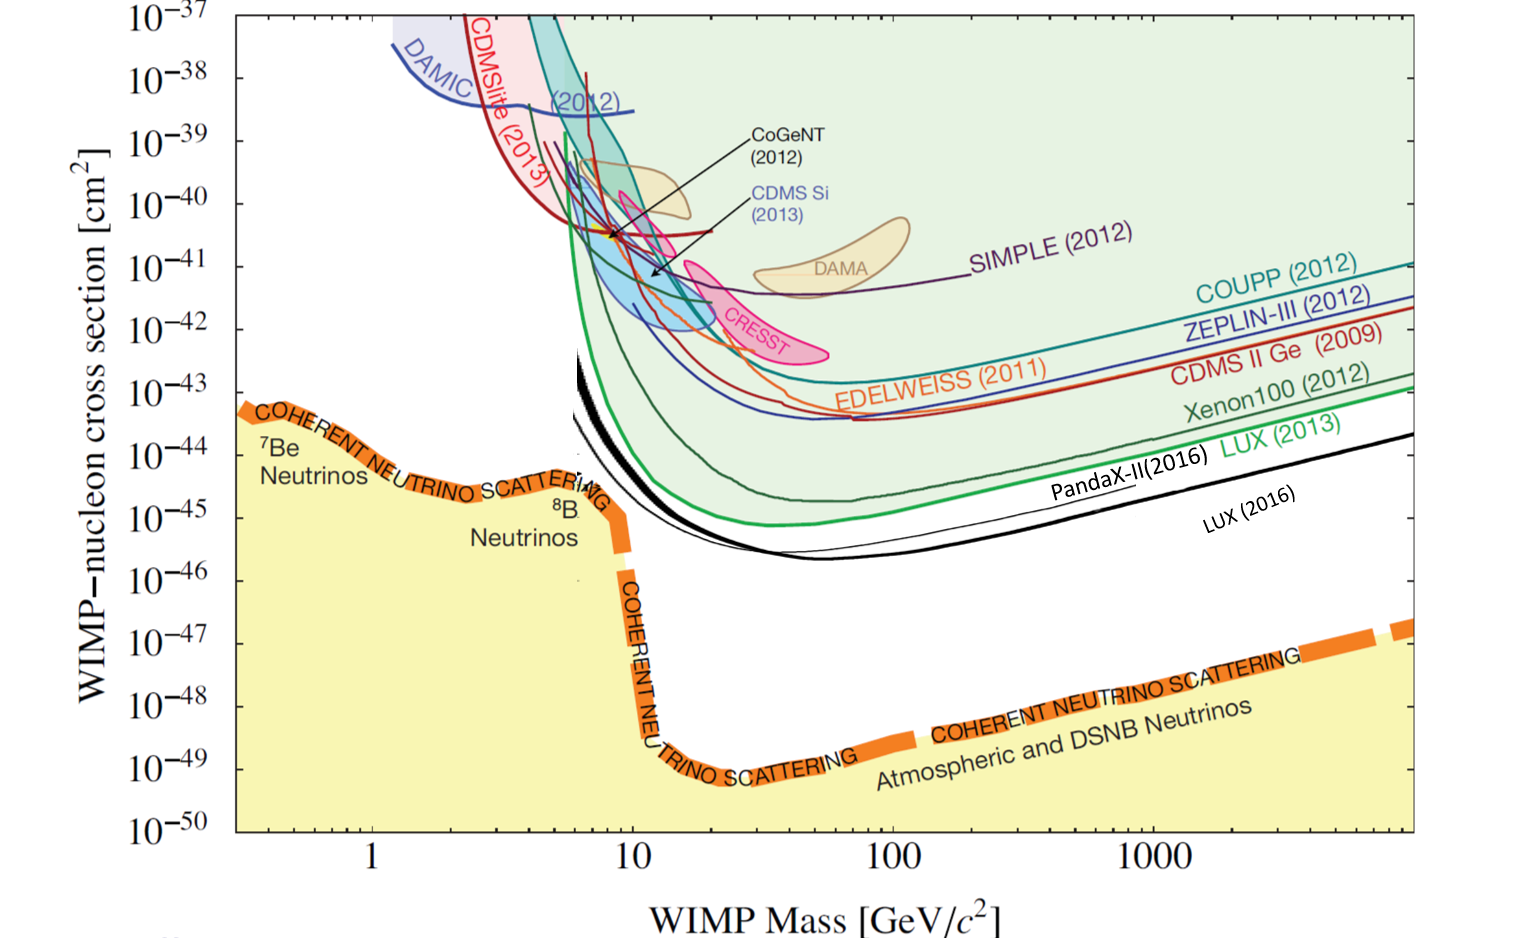 10−37
10−38
10−39
10−40
10−41
10−42
10−43
10−44
10−45
10−46
10−47
10−48
10−49
10−50
WIMP−nucleon cross section [cm2]
DAMIC
(2012)
CDMSlite (2013)
CoGeNT
(2012)
CDMS Si
(2013)
DAMA
CRESST
SIMPLE (2012)
COUPP (2012)
ZEPLIN-III (2012)
CDMS II Ge (2009)
EDELWEISS (2011)
Xenon100 (2012)
LUX (2013)
PandaX-II(2016)
LUX (2016)
COHERENT NEUTRINO SCATTERING
7Be
Neutrinos
8B
Neutrinos
COHERENT NEUTRINO SCATTERING
COHERENT NEUTRINO SCATTERING
Atmospheric and DSNB Neutrinos
1
10
100
1000
WIMP Mass [GeV/c2]